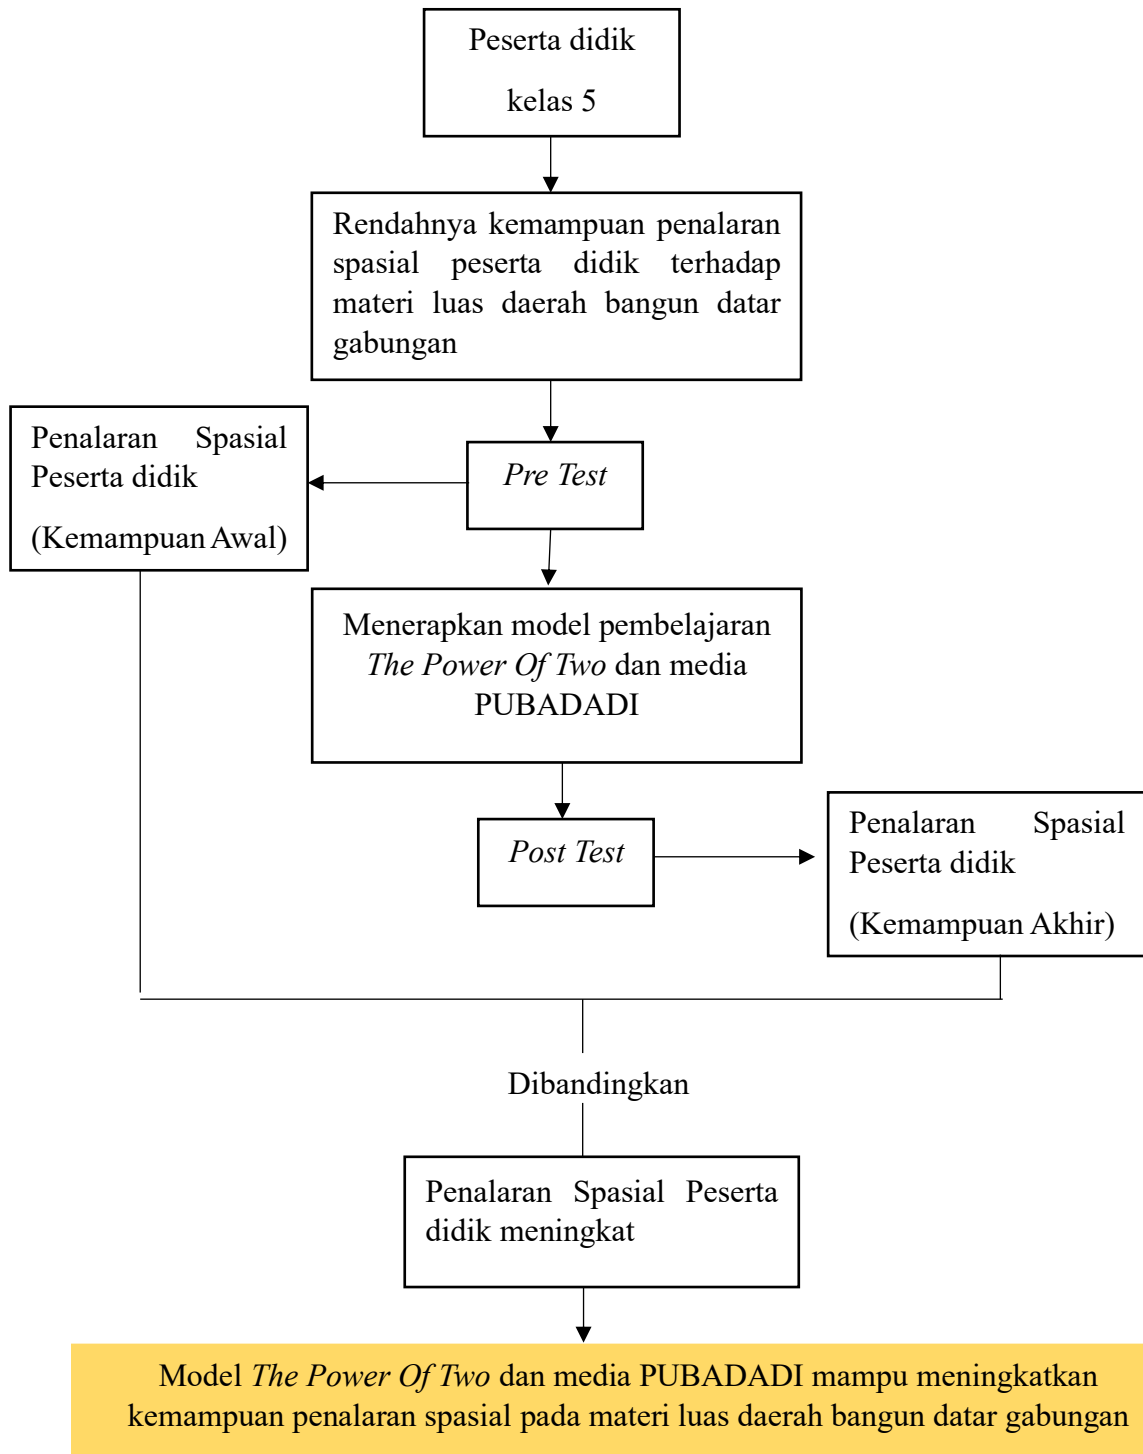 Peserta didik
kelas 5
Rendahnya kemampuan penalaran
spasial peserta didik terhadap
materi luas daerah bangun datar
gabungan
Penalaran Spasial
Peserta didik
(Kemampuan Awal)
Pre Test
Menerapkan model pembelajaran
The Power Of Two dan media
PUBADADI
Post Test
Penalaran Spasial
Peserta didik
(Kemampuan Akhir)
Dibandingkan
Penalaran Spasial Peserta
didik meningkat
Model The Power Of Two dan media PUBADADI mampu meningkatkan
kemampuan penalaran spasial pada materi luas daerah bangun datar gabungan